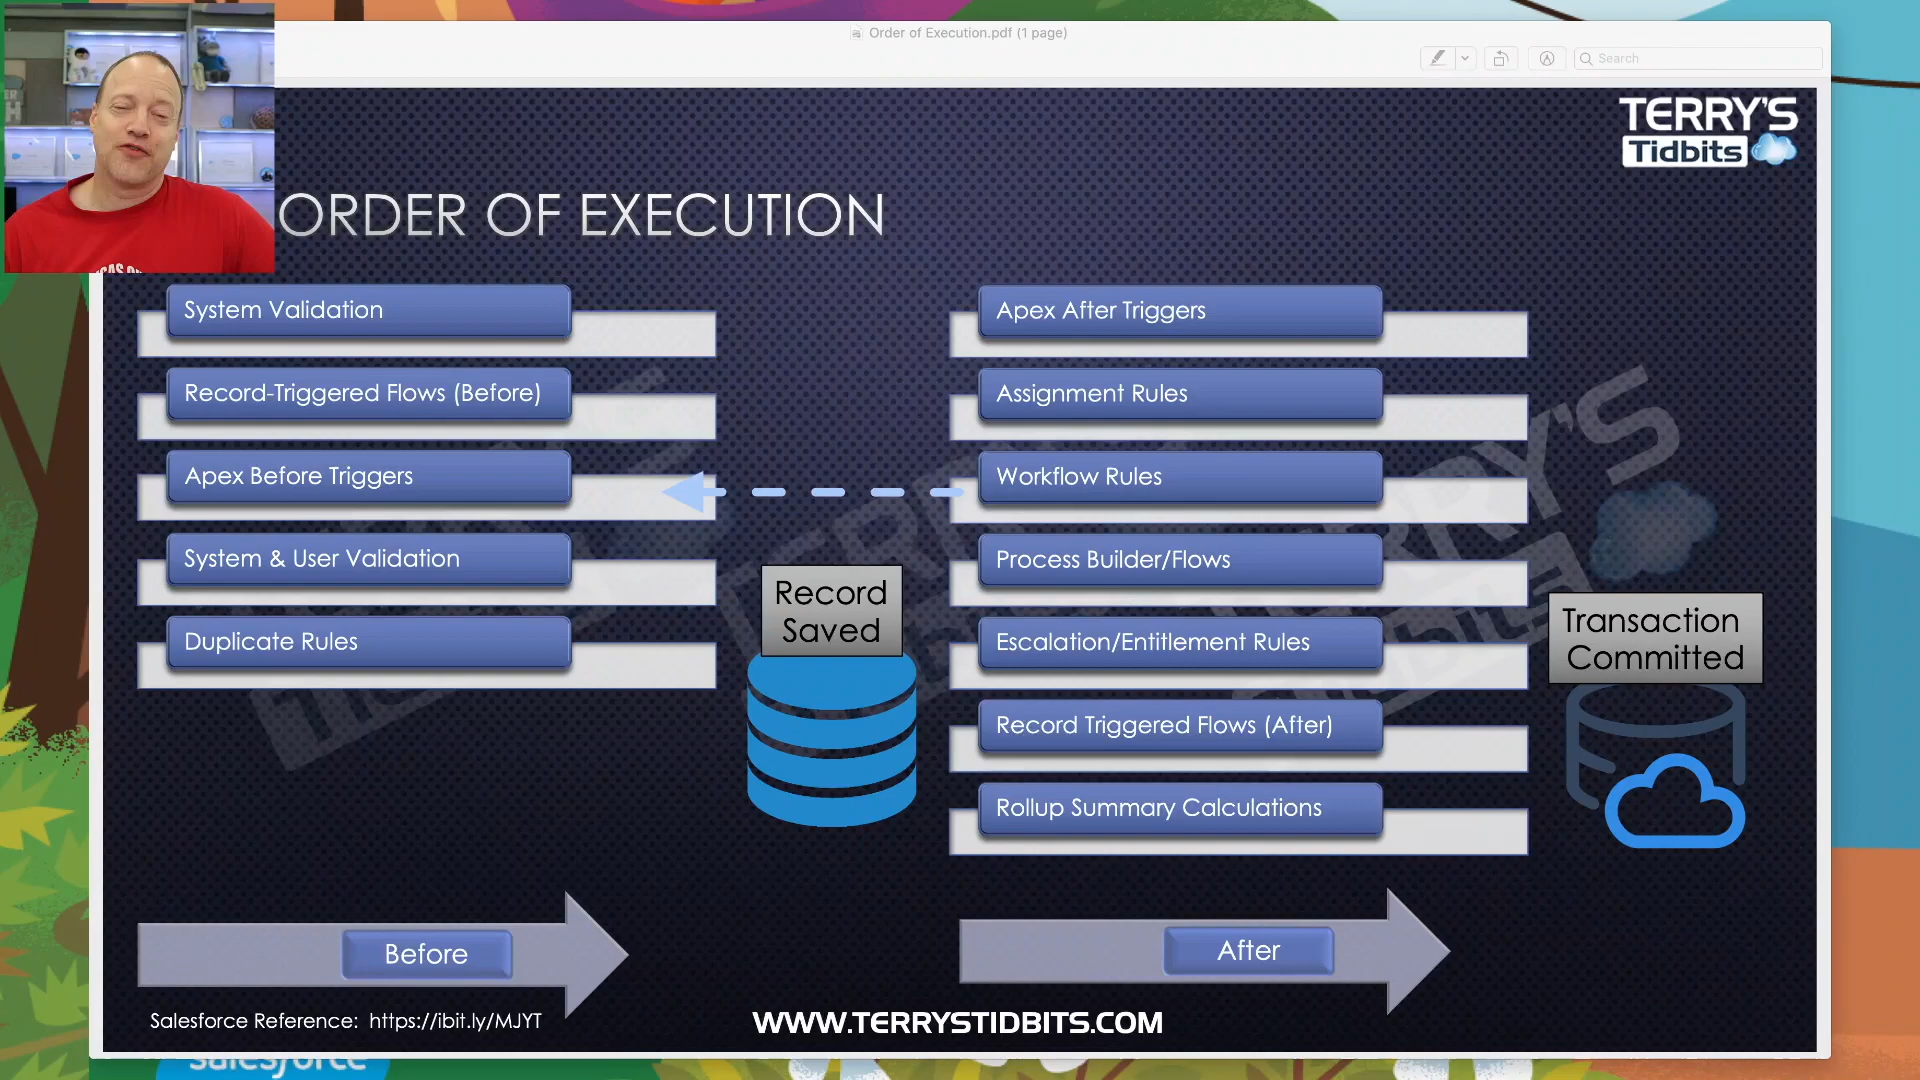 Order of Execution.pdf (1 page)
Search
TERRY'S
Tidbits
ORDER OF EXECUTION
System Validation
Record-Triggered Flows (Before)
Apex Before Triggers
System & User Validation
Duplicate Rules
Record
Saved
Apex After Triggers
Assignment Rules
Workflow Rules
Process Builder/Flows
Escalation/Entitlement Rules
Record Triggered Flows (After)
Rollup Summary Calculations
Transaction
Committed
Before
After
Salesforce Reference: https://ibit.ly/MJYT
WWW.TERRYSTIDBITS.COM
salesforce